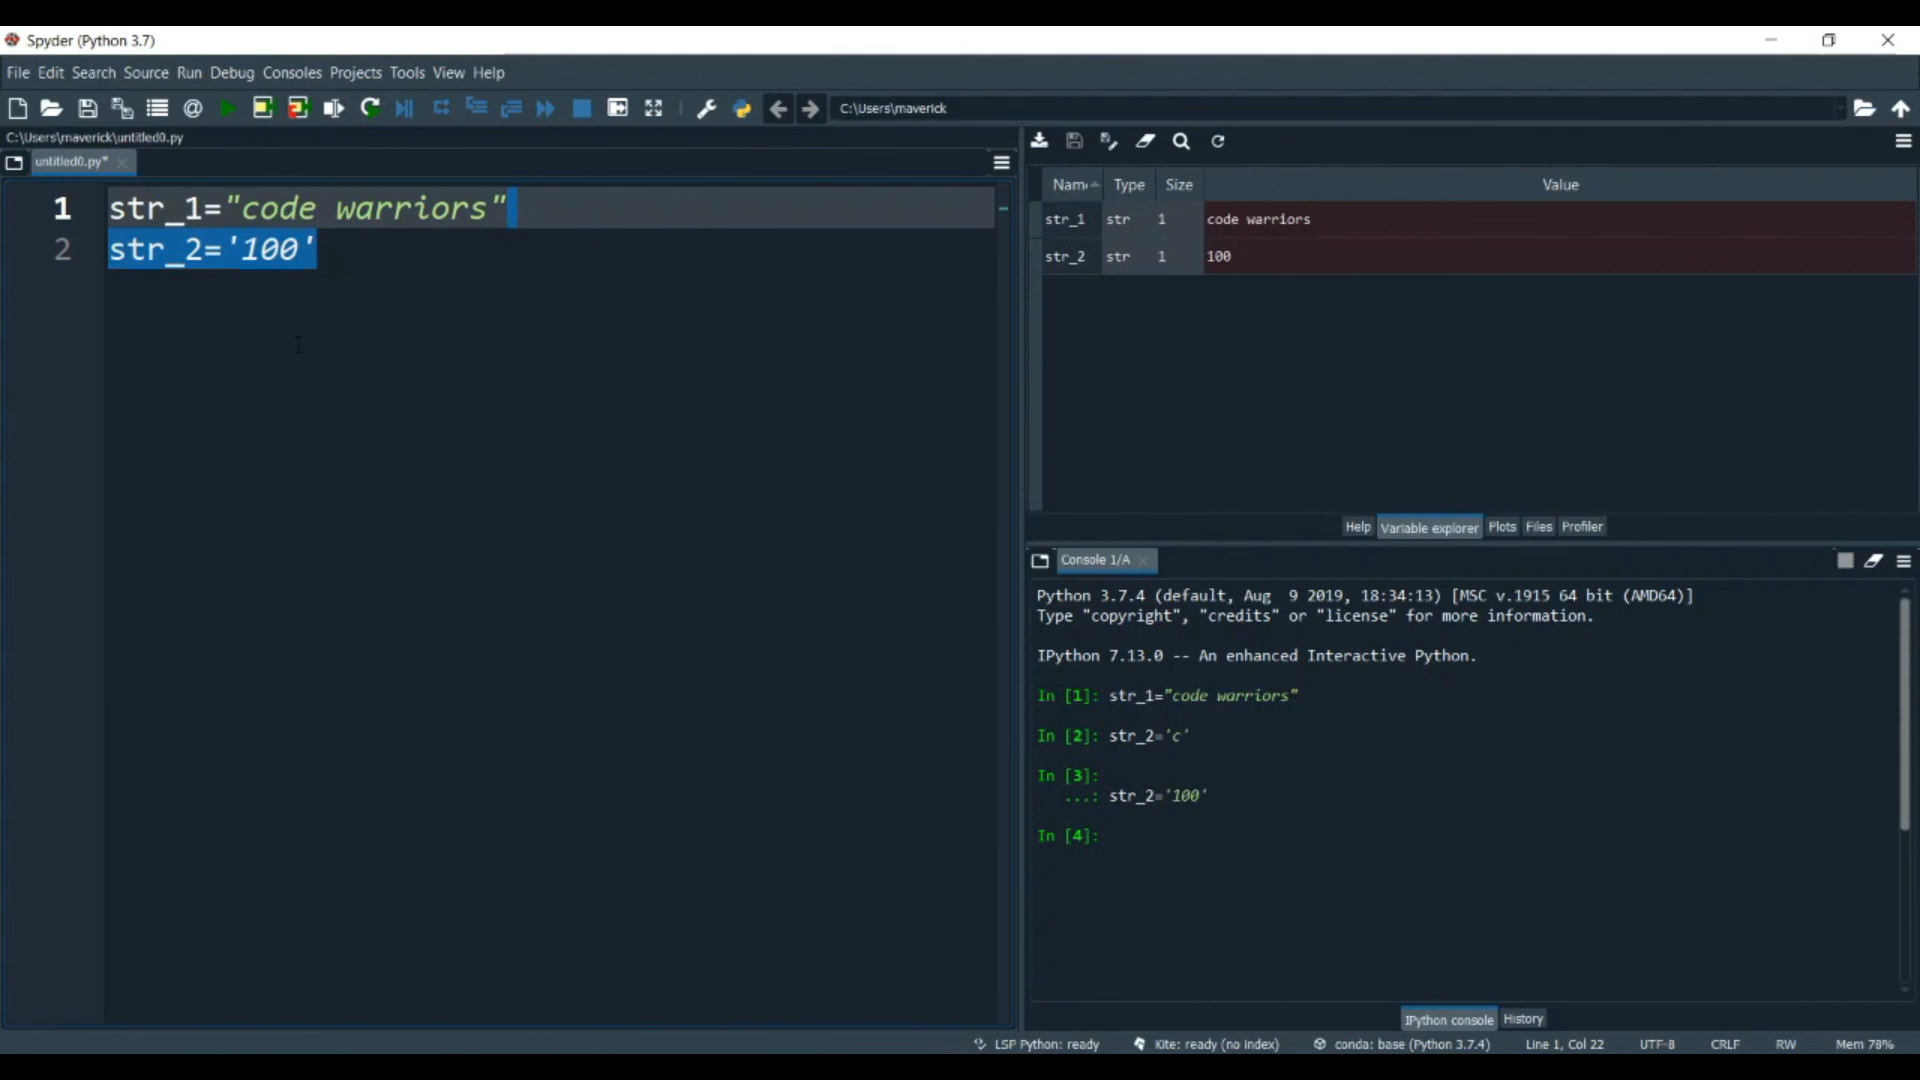 Spyder (Python 3.7)
File Edit Search Source Run Debug Consoles Projects Tools View Help
C:\Users\maverick
C:\Users\maverick\untitled0.py
untitled0.py*
1 str_1="code warriors"
2 str_2='100'
Name Type Size Value
str_1 str 1 code warriors
str_2 str 1 100
Help Variable explorer Plots Files Profiler
Console 1/A
Python 3.7.4 (default, Aug  9 2019, 18:34:13) [MSC v.1915 64 bit (AMD64)]
Type "copyright", "credits" or "license" for more information.
IPython 7.13.0 -- An enhanced Interactive Python.
In [1]: str_1="code warriors"
In [2]: str_2='c'
In [3]:
...: str_2='100'
In [4]:
IPython console History
LSP Python: ready Kite: ready (no index) conda: base (Python 3.7.4) Line 1, Col 22 UTF-8 CRLF RW Mem 78%